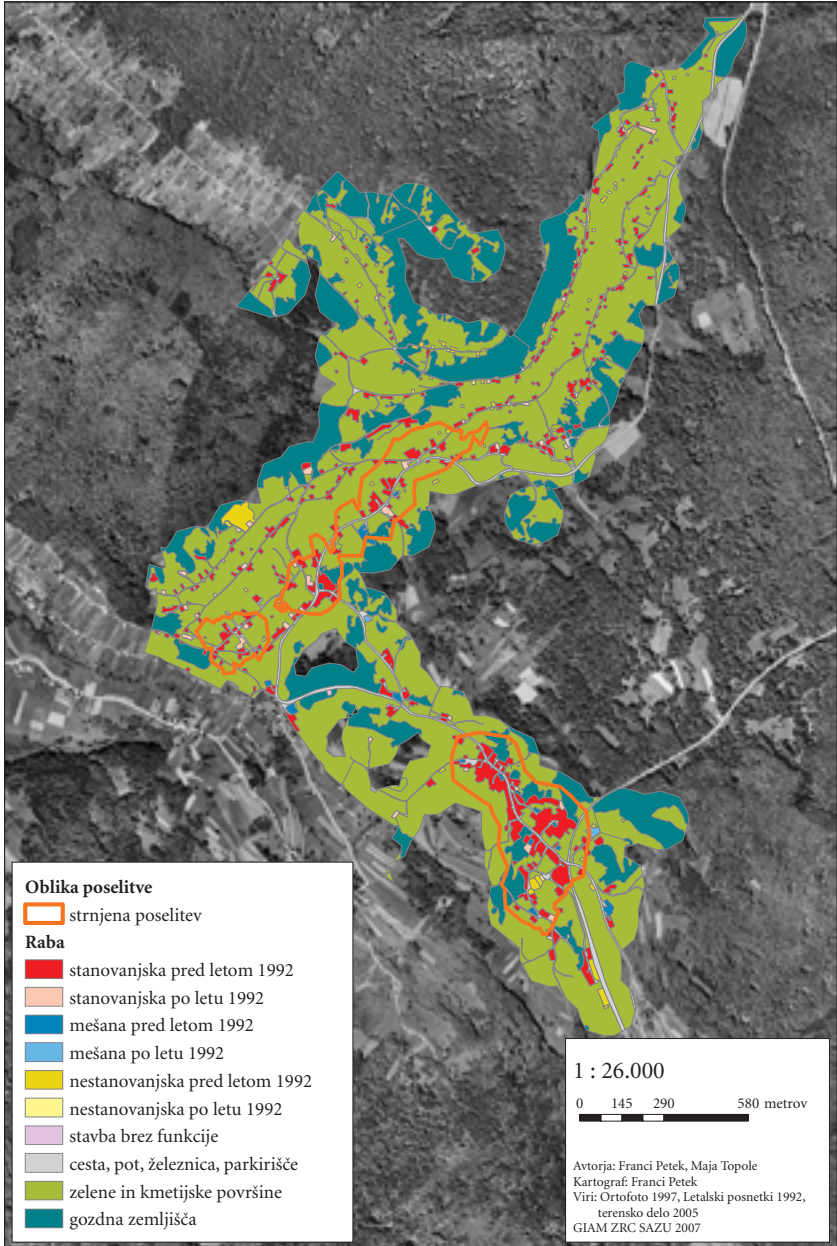 Oblika poselitve
strnjena poselitev
Raba
stanovanjska pred letom 1992
stanovanjska po letu 1992
mešana pred letom 1992
mešana po letu 1992
nestanovanjska pred letom 1992
nestanovanjska po letu 1992
stavba brez funkcije
cesta, pot, železnica, parkirišče
zelene in kmetijske površine
gozdna zemljišča
1 : 26.000
0 145 290 580 metrov
Avtorja: Franci Petek, Maja Topole
Kartograf: Franci Petek
Viri: Ortofoto 1997, Letalski posnetki 1992,
terensko delo 2005
GIAM ZRC SAZU 2007